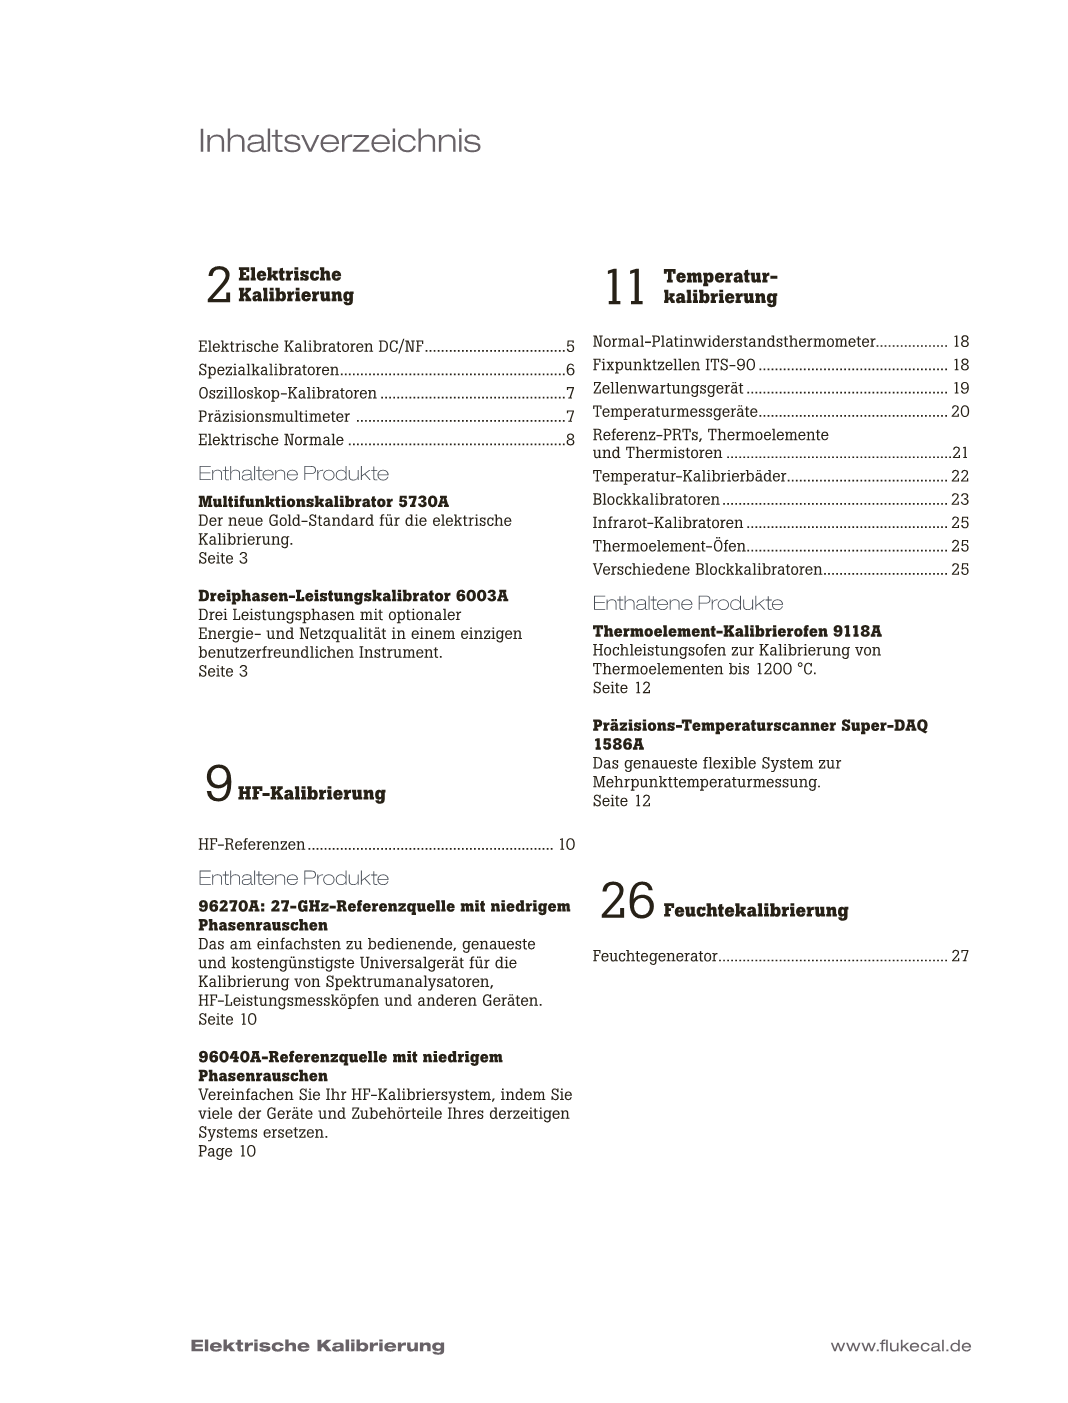 Inhaltsverzeichnis
2 Elektrische
Kalibrierung
Elektrische Kalibratoren DC/NF...................................5
Spezialkalibratoren........................................................6
Oszilloskop-Kalibratoren ..............................................7
Präzisionsmultimeter ....................................................7
Elektrische Normale ......................................................8
Enthaltene Produkte
Multifunktionskalibrator 5730A
Der neue Gold-Standard für die elektrische
Kalibrierung.
Seite 3
Dreiphasen-Leistungskalibrator 6003A
Drei Leistungsphasen mit optionaler
Energie- und Netzqualität in einem einzigen
benutzerfreundlichen Instrument.
Seite 3
9 HF-Kalibrierung
HF-Referenzen............................................................. 10
Enthaltene Produkte
96270A: 27-GHz-Referenzquelle mit niedrigem
Phasenrauschen
Das am einfachsten zu bedienende, genaueste
und kostengünstigste Universalgerät für die
Kalibrierung von Spektrumanalysatoren,
HF-Leistungsmessköpfen und anderen Geräten.
Seite 10
96040A-Referenzquelle mit niedrigem
Phasenrauschen
Vereinfachen Sie Ihr HF-Kalibriersystem, indem Sie
viele der Geräte und Zubehörteile Ihres derzeitigen
Systems ersetzen.
Page 10
11 Temperatur-
kalibrierung
Normal-Platinwiderstandsthermometer.................. 18
Fixpunktzellen ITS-90 ............................................... 18
Zellenwartungsgerät .................................................. 19
Temperaturmessgeräte............................................... 20
Referenz-PRTs, Thermoelemente
und Thermistoren ........................................................21
Temperatur-Kalibrierbäder........................................ 22
Blockkalibratoren........................................................ 23
Infrarot-Kalibratoren .................................................. 25
Thermoelement-Öfen.................................................. 25
Verschiedene Blockkalibratoren............................... 25
Enthaltene Produkte
Thermoelement-Kalibrierofen 9118A
Hochleistungsofen zur Kalibrierung von
Thermoelementen bis 1200 °C.
Seite 12
Präzisions-Temperaturscanner Super-DAQ
1586A
Das genaueste flexible System zur
Mehrpunkttemperaturmessung.
Seite 12
26 Feuchtekalibrierung
Feuchtegenerator......................................................... 27
Elektrische Kalibrierung
www.flukecal.de